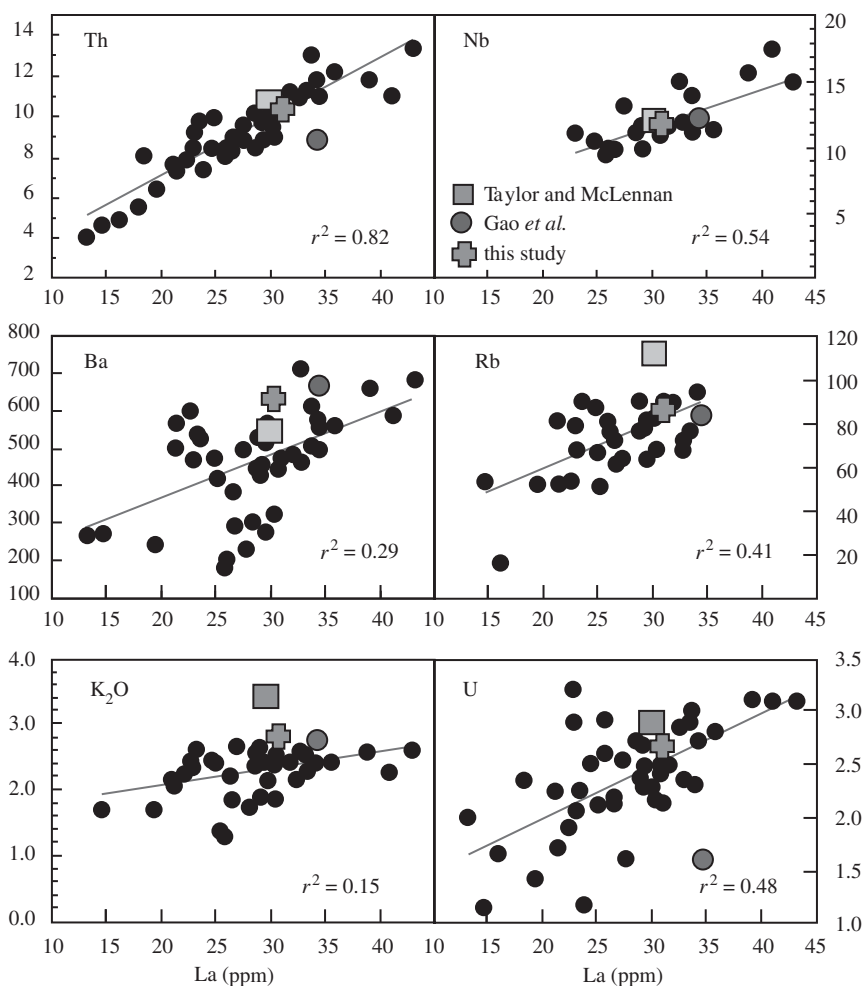 14
12
10
8
6
4
2
Th
r² = 0.82
10 15 20 25 30 35 40
20
15
10
5
Nb
Taylor and McLennan
Gao et al.
this study
r² = 0.54
10 15 20 25 30 35 40 45
800
700
600
500
400
300
200
100
Ba
r² = 0.29
10 15 20 25 30 35 40
120
100
80
60
40
20
Rb
r² = 0.41
10 15 20 25 30 35 40 45
4.0
3.0
2.0
1.0
0.0
K₂O
r² = 0.15
10 15 20 25 30 35 40
La (ppm)
3.5
3.0
2.5
2.0
1.5
1.0
U
r² = 0.48
10 15 20 25 30 35 40 45
La (ppm)